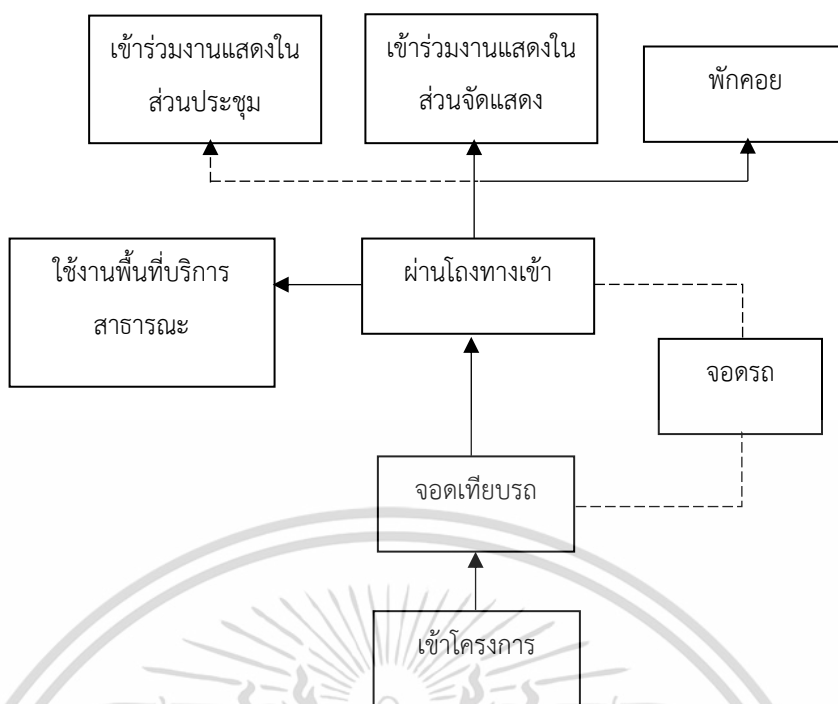 เข้าร่วมงานแสดงใน
ส่วนประชุม
เข้าร่วมงานแสดงใน
ส่วนจัดแสดง
พักคอย
ใช้งานพื้นที่บริการ
สาธารณะ
ผ่านโถงทางเข้า
จอดรถ
จอดเทียบรถ
เข้าโครงการ